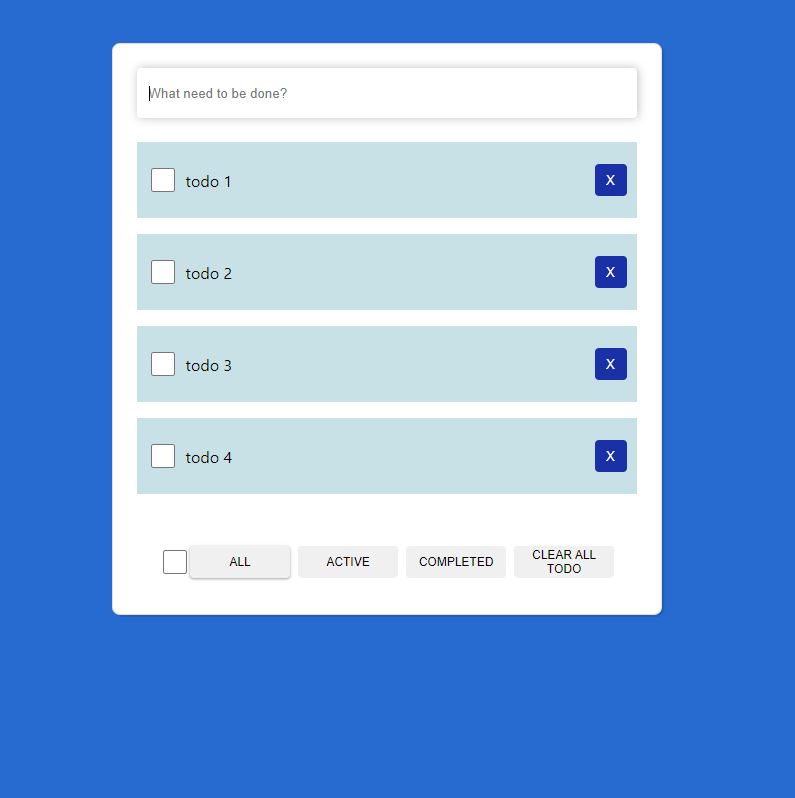 What need to be done?
todo 1 X
todo 2 X
todo 3 X
todo 4 X
ALL ACTIVE COMPLETED CLEAR ALL
TODO